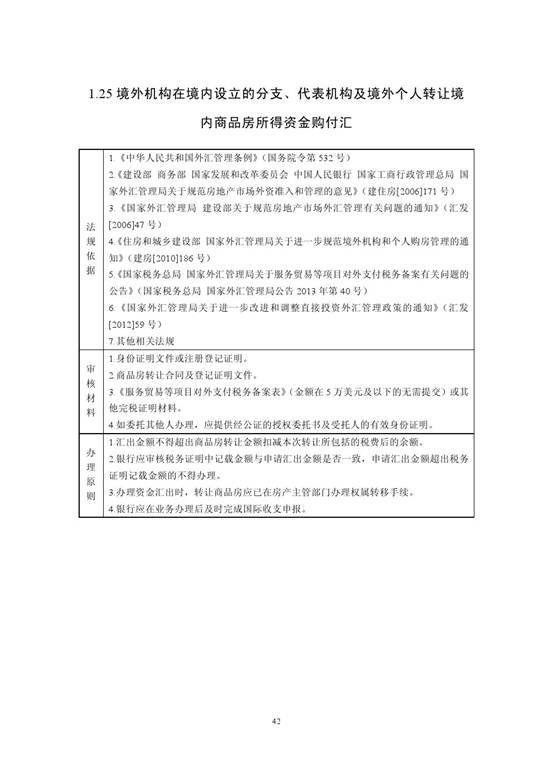 1.25 境外机构在境内设立的分支、代表机构及境外个人转让境
内商品房所得资金购付汇
法规依据
1.《中华人民共和国外汇管理条例》(国务院令第 532 号)
2.《建设部 商务部 国家发展和改革委员会 中国人民银行 国家工商行政管理总局 国
家外汇管理局关于规范房地产市场外资准入和管理的意见》(建住房[2006]171 号)
3.《国家外汇管理局 建设部关于规范房地产市场外汇管理有关问题的通知》(汇发
[2006]47 号)
4.《住房和城乡建设部 国家外汇管理局关于进一步规范境外机构和个人购房管理的通
知》(建房[2010]186 号)
5.《国家税务总局 国家外汇管理局关于服务贸易等项目对外支付税务备案有关问题的
公告》(国家税务总局 国家外汇管理局公告 2013 年第 40 号)
6.《国家外汇管理局关于进一步改进和调整直接投资外汇管理政策的通知》(汇发
[2012]59 号)
7.其他相关法规
审核材料
1.身份证明文件或注册登记证明。
2.商品房转让合同及登记证明文件。
3.《服务贸易等项目对外支付税务备案表》(金额在 5 万美元及以下的无需提交)或其
他完税证明材料。
4.如委托其他人办理,应提供经公证的授权委托书及受托人的有效身份证明。
办理原则
1.汇出金额不得超出商品房转让金额扣减本次转让所包括的税费后的余额。
2.银行应审核税务证明中记载金额与申请汇出金额是否一致,申请汇出金额超出税务
证明记载金额的不得办理。
3.办理资金汇出时,转让商品房应已在房产主管部门办理权属转移手续。
4.银行应在业务办理后及时完成国际收支申报。
42